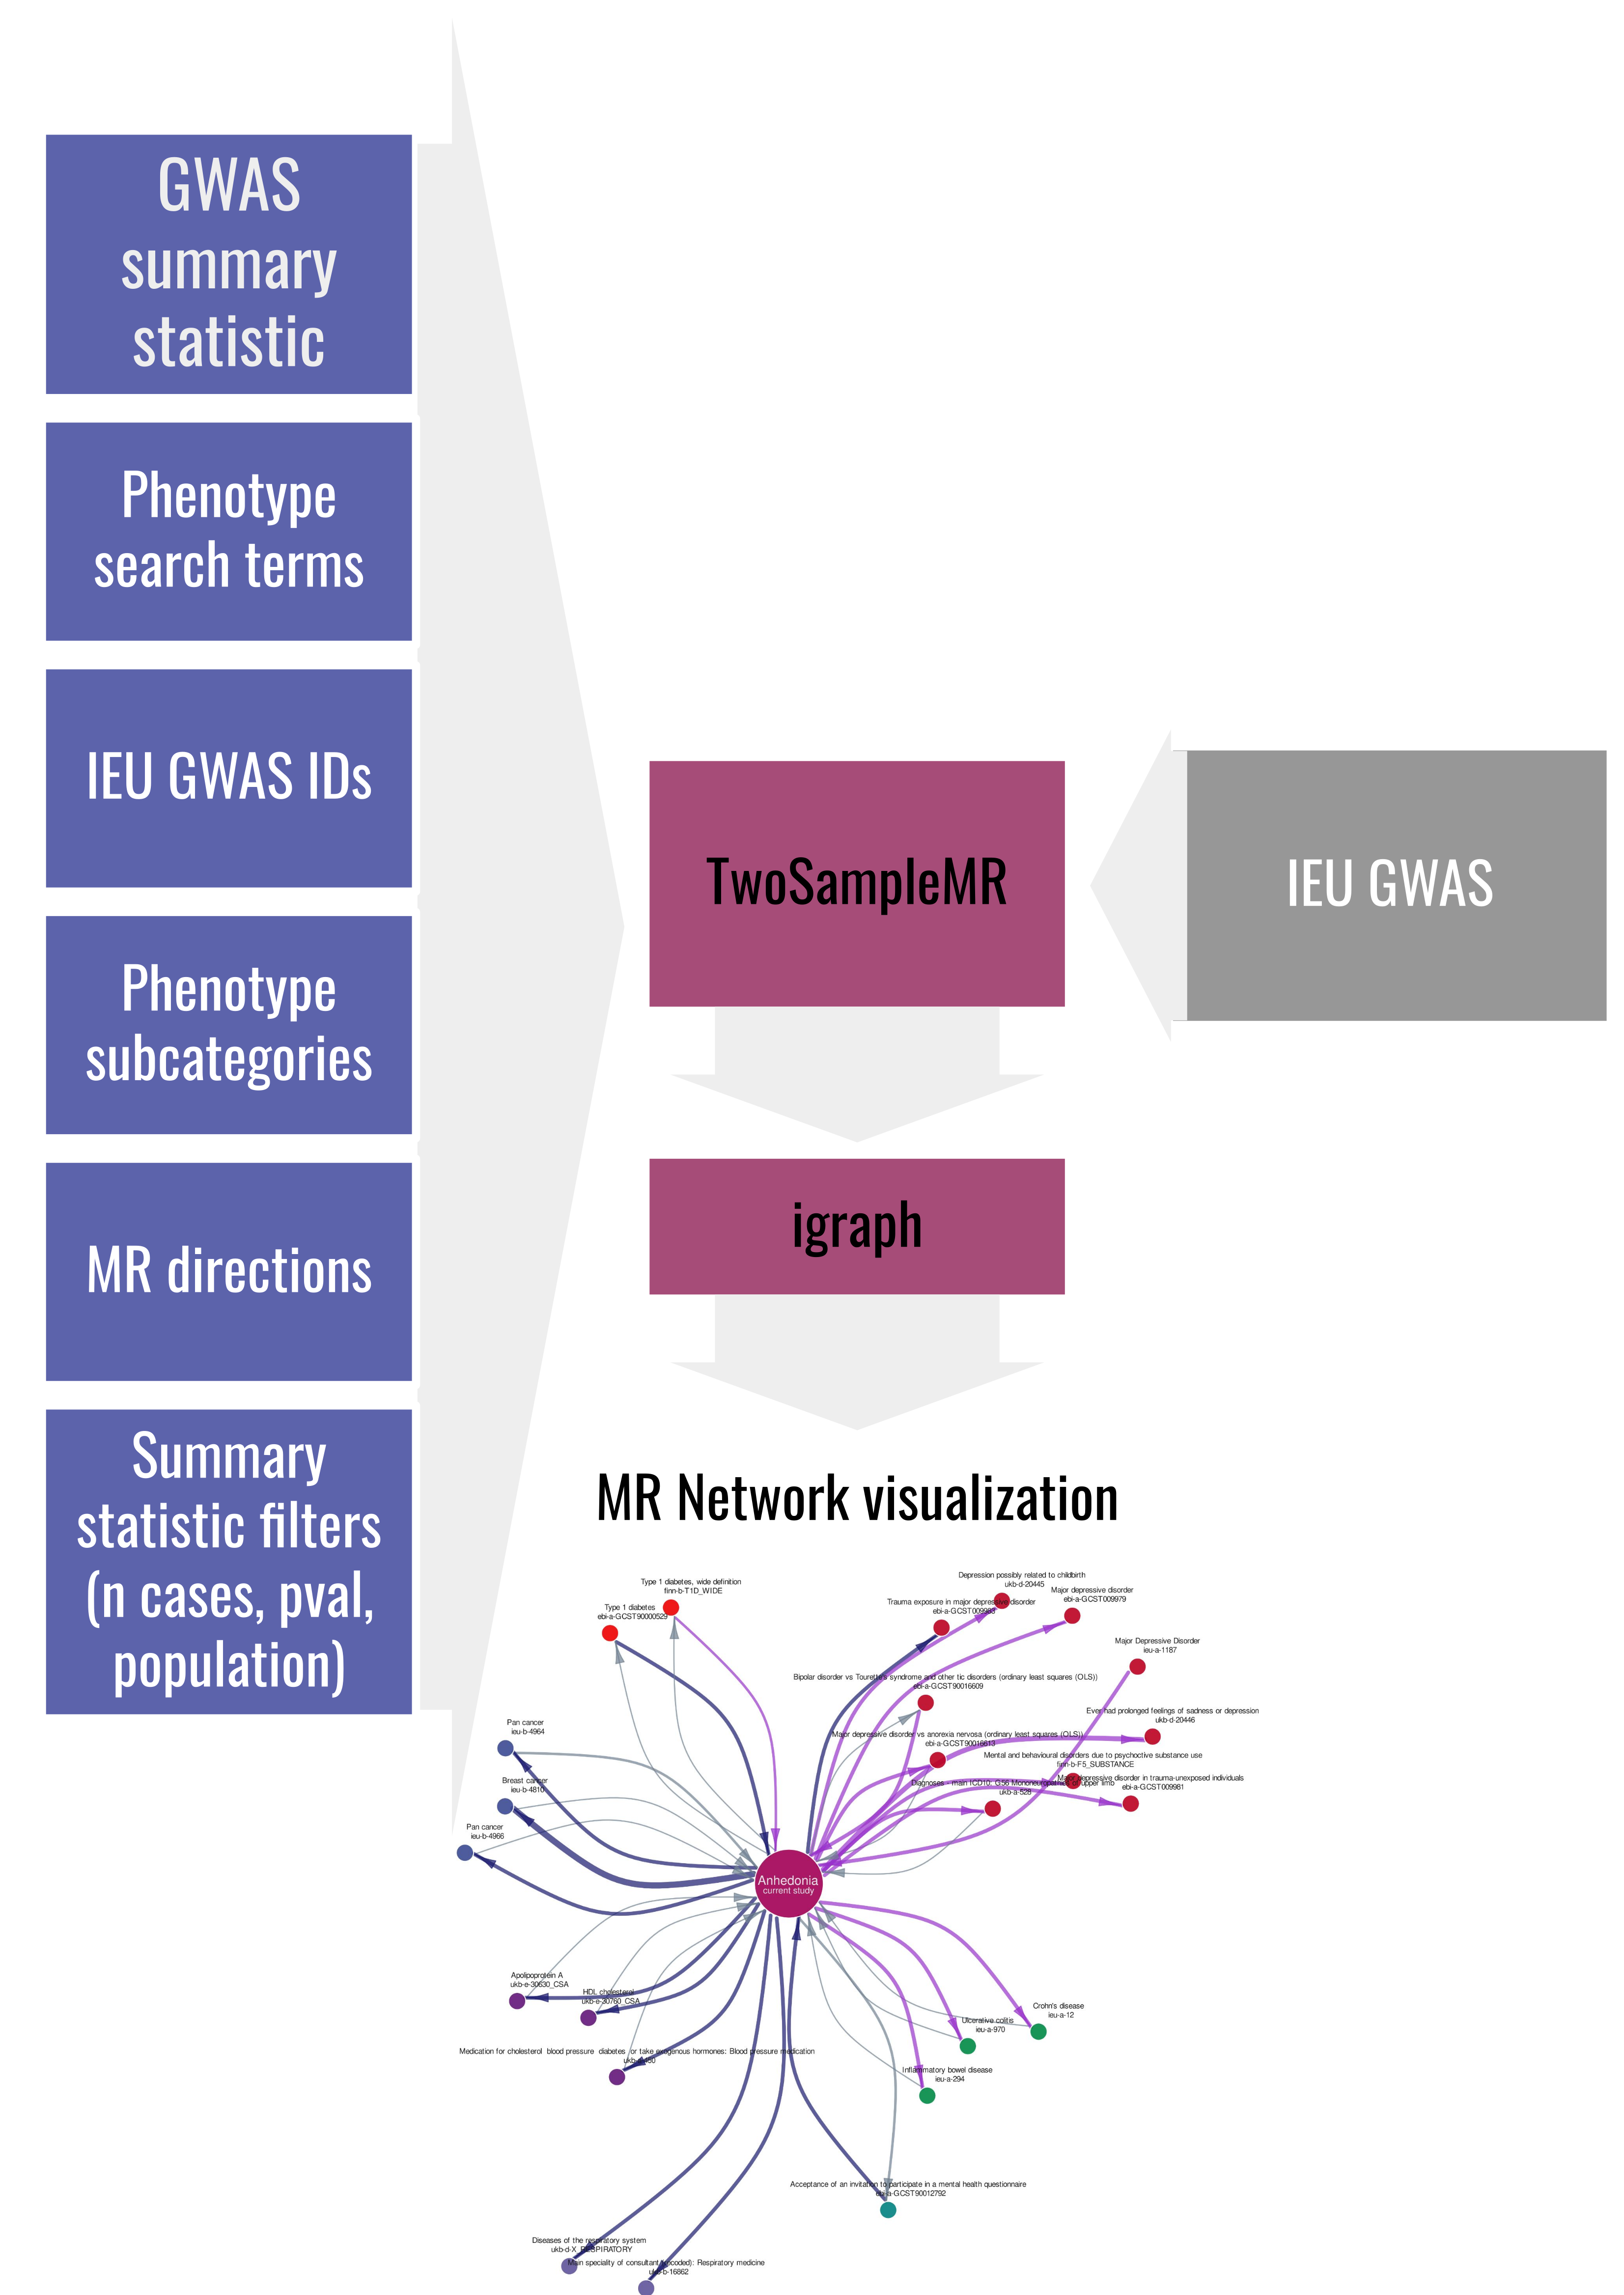 GWAS
summary
statistic
Phenotype
search terms
IEU GWAS IDs
Phenotype
subcategories
MR directions
Summary
statistic filters
(n cases, pval,
population)
TwoSampleMR
IEU GWAS
igraph
MR Network visualization
Type 1 diabetes, wide definition
finn-b-T1D_WIDE
Type 1 diabetes
ebi-a-GCST90000529
Depression possibly related to childbirth
ukb-d-20445
Major depressive disorder
ebi-a-GCST009979
Trauma exposure in major depressive disorder
Major Depressive Disorder
ieu-a-1187
Bipolar disorder vs Tourette's syndrome and other tic disorders (ordinary least squares (OLS))
ebi-a-GCST90016609
Ever had prolonged feelings of sadness or depression
ukb-d-20446
Major depressive disorder vs anorexia nervosa (ordinary least squares (OLS))
ebi-a-GCST90016613
Mental and behavioural disorders due to psychoctive substance use
finn-b-F5_SUBSTANCE
Major depressive disorder in trauma-unexposed individuals
ebi-a-GCST009981
Diagnoses - main ICD10: G56 Mononeuropathies of upper limb
ukb-a-528
Pan cancer
ieu-b-4964
Breast cancer
ieu-b-4810
Pan cancer
ieu-b-4966
Anhedonia
current study
Apolipoprotein A
ukb-e-30630_CSA
HDL cholesterol
ukb-e-30760_CSA
Medication for cholesterol blood pressure diabetes or take exogenous hormones: Blood pressure medication
Crohn's disease
ieu-a-12
Ulcerative colitis
ieu-a-970
Inflammatory bowel disease
ieu-a-294
Acceptance of an invitation to participate in a mental health questionnaire
ebi-a-GCST90012792
Diseases of the respiratory system
ukb-d-X_RESPIRATORY
Main speciality of consultant (recoded): Respiratory medicine
ukb-b-16862